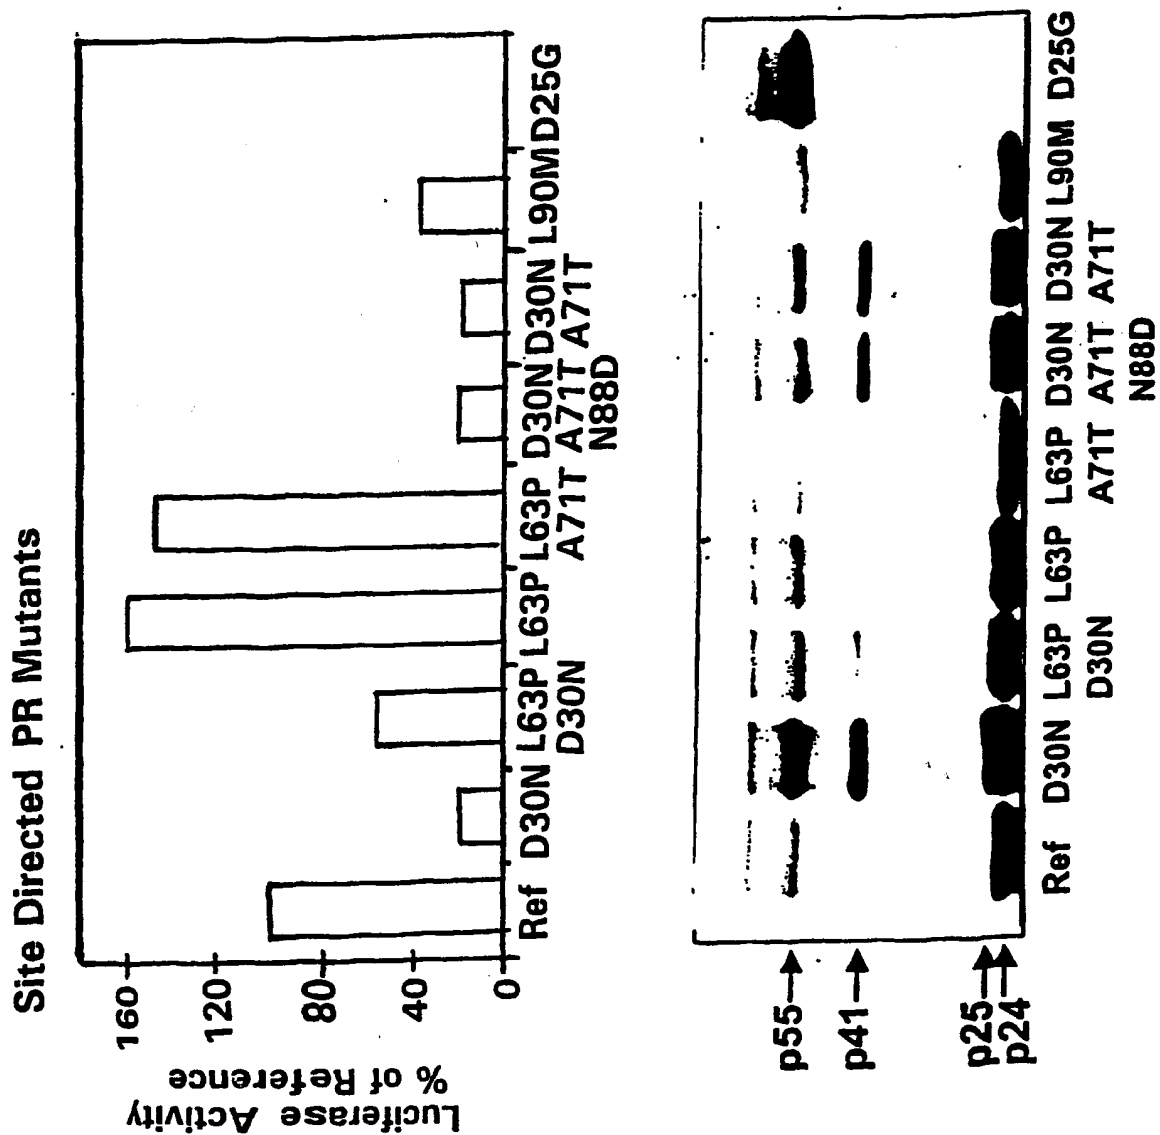 Site Directed PR Mutants
Luciferase Activity
% of Reference
160
120
80
40
0
Ref D30N L63P L63P L63P D30N D30N L90M D25G
D30N A71T A71T A71T
N88D
p55
p41
p25
p24
Ref D30N L63P L63P L63P D30N D30N L90M D25G
D30N A71T A71T A71T
N88D